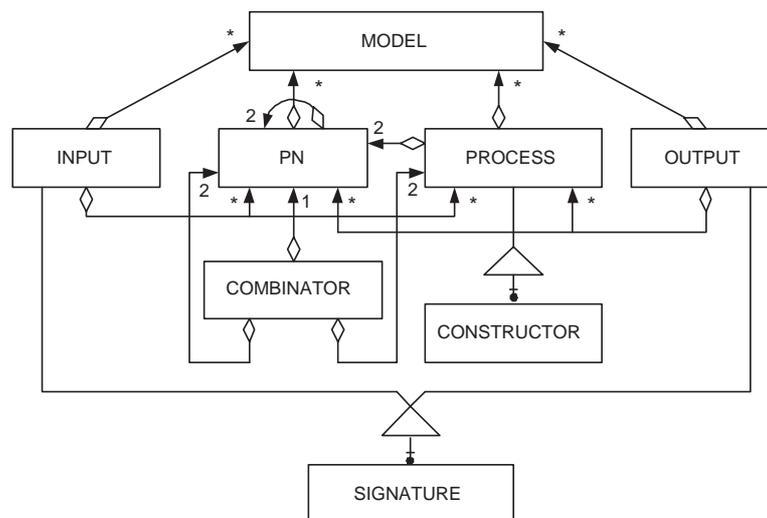 MODEL
*
*
*
*
2
2
INPUT
PN
PROCESS
OUTPUT
2
2
*
1
*
*
*
COMBINATOR
CONSTRUCTOR
SIGNATURE